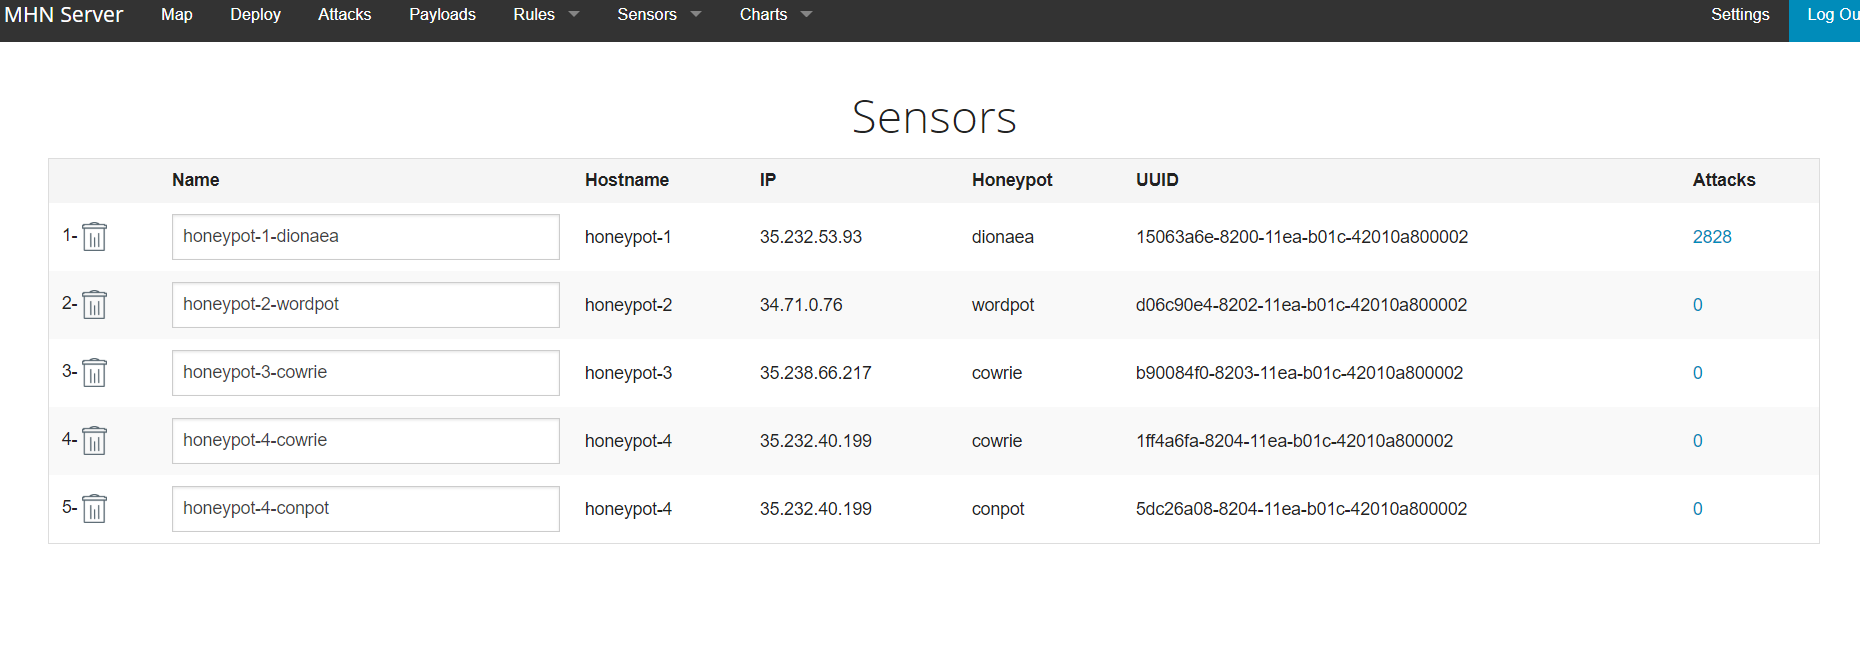 MHN Server Map Deploy Attacks Payloads Rules Sensors Charts Settings Log Ou
Sensors
Name Hostname IP Honeypot UUID Attacks
1- honeypot-1-dionaea honeypot-1 35.232.53.93 dionaea 15063a6e-8200-11ea-b01c-42010a800002 2828
2- honeypot-2-wordpot honeypot-2 34.71.0.76 wordpot d06c90e4-8202-11ea-b01c-42010a800002 0
3- honeypot-3-cowrie honeypot-3 35.238.66.217 cowrie b90084f0-8203-11ea-b01c-42010a800002 0
4- honeypot-4-cowrie honeypot-4 35.232.40.199 cowrie 1ff4a6fa-8204-11ea-b01c-42010a800002 0
5- honeypot-4-conpot honeypot-4 35.232.40.199 conpot 5dc26a08-8204-11ea-b01c-42010a800002 0